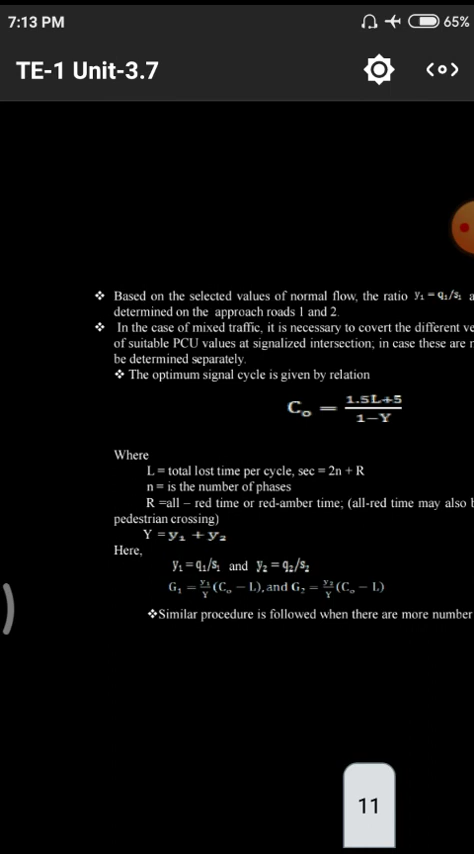 7:13 PM 65%
TE-1 Unit-3.7
❖ Based on the selected values of normal flow, the ratio y₁ = q₁/s₁ a
determined on the approach roads 1 and 2.
❖ In the case of mixed traffic, it is necessary to covert the different ve
of suitable PCU values at signalized intersection; in case these are r
be determined separately.
❖ The optimum signal cycle is given by relation
Cₒ = 1.5L+5 / 1−Y
Where
L = total lost time per cycle, sec = 2n + R
n = is the number of phases
R =all – red time or red-amber time; (all-red time may also b
pedestrian crossing)
Y = y₁ + y₂
Here,
y₁ = q₁/s₁ and y₂ = q₂/s₂
G₁ = y₁/Y (Cₒ − L), and G₂ = y₂/Y (Cₒ − L)
❖Similar procedure is followed when there are more number
11